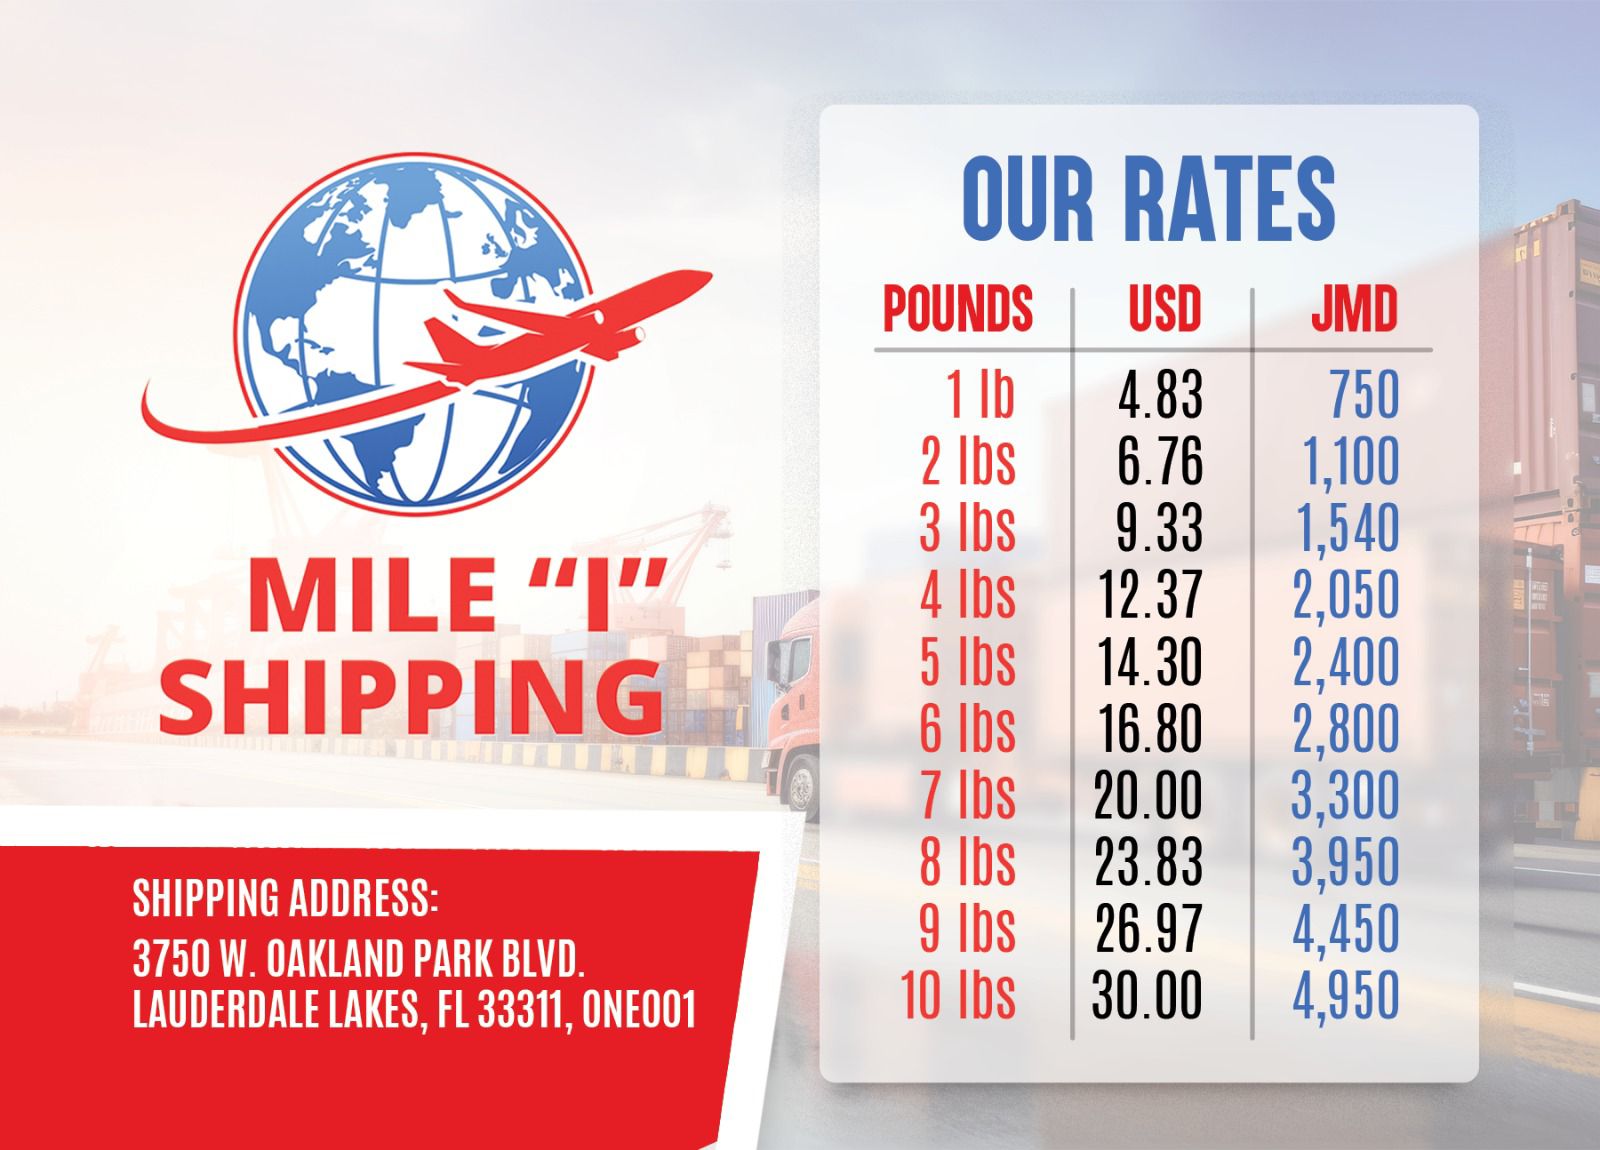 MILE “I”
SHIPPING
SHIPPING ADDRESS:
3750 W. OAKLAND PARK BLVD.
LAUDERDALE LAKES, FL 33311, ONE001
OUR RATES
POUNDS USD JMD
1 lb 4.83 750
2 lbs 6.76 1,100
3 lbs 9.33 1,540
4 lbs 12.37 2,050
5 lbs 14.30 2,400
6 lbs 16.80 2,800
7 lbs 20.00 3,300
8 lbs 23.83 3,950
9 lbs 26.97 4,450
10 lbs 30.00 4,950